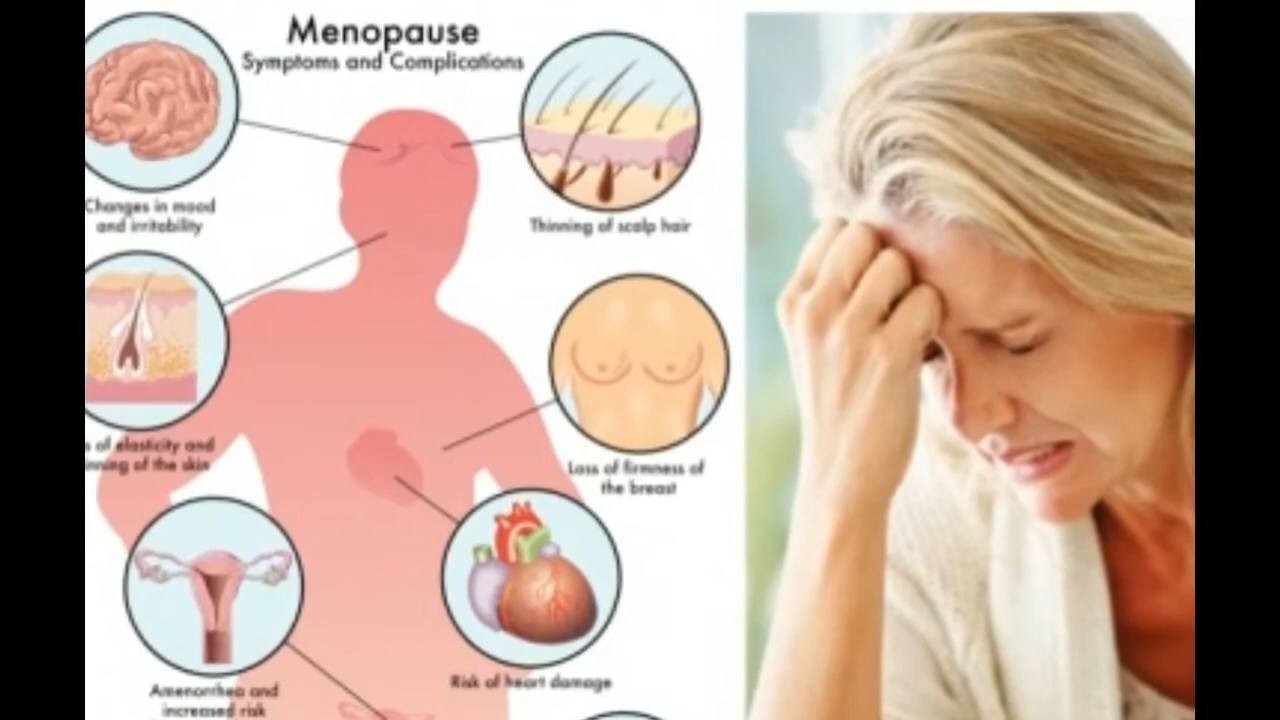 Menopause
Symptoms and Complications
Changes in mood
and irritability
Thinning of scalp hair
s of elasticity and
nning of the skin
Loss of firmness of
the breast
Amenorrhea and
increased risk
Risk of heart damage